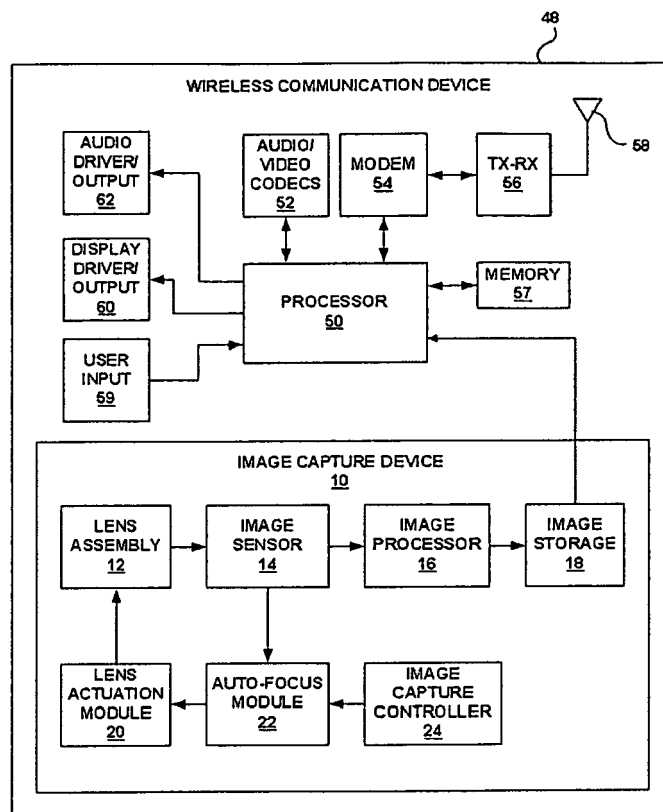 48
WIRELESS COMMUNICATION DEVICE
58
AUDIO
DRIVER/
OUTPUT
62
AUDIO/
VIDEO
CODECS
52
MODEM
54
TX-RX
56
DISPLAY
DRIVER/
OUTPUT
60
PROCESSOR
50
MEMORY
57
USER
INPUT
59
IMAGE CAPTURE DEVICE
10
LENS
ASSEMBLY
12
IMAGE
SENSOR
14
IMAGE
PROCESSOR
16
IMAGE
STORAGE
18
LENS
ACTUATION
MODULE
20
AUTO-FOCUS
MODULE
22
IMAGE
CAPTURE
CONTROLLER
24